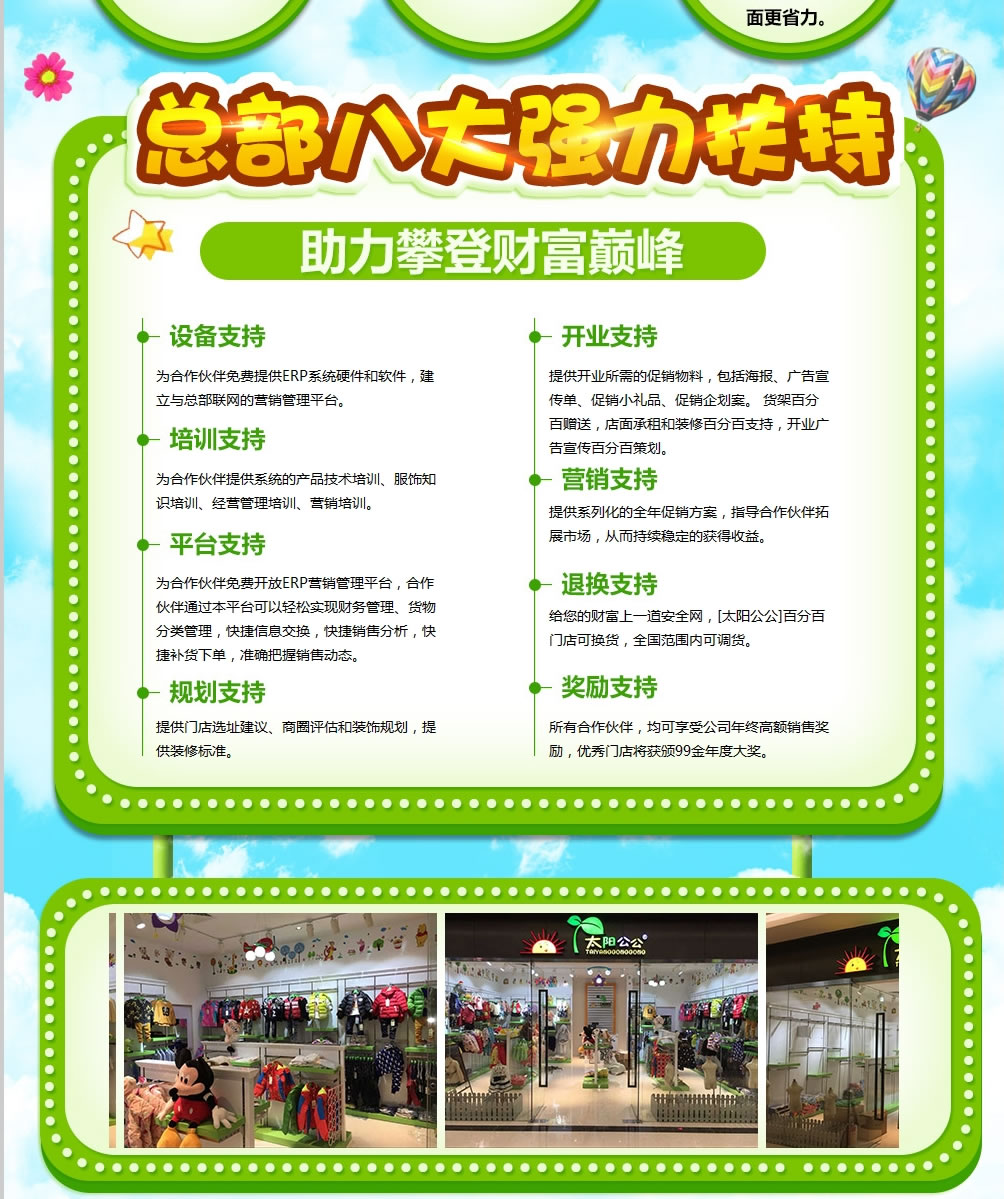 面更省力。
总部八大强力扶持
助力攀登财富巅峰
设备支持
为合作伙伴免费提供ERP系统硬件和软件，建
立与总部联网的营销管理平台。
培训支持
为合作伙伴提供系统的产品技术培训、服饰知
识培训、经营管理培训、营销培训。
平台支持
为合作伙伴免费开放ERP营销管理平台，合作
伙伴通过本平台可以轻松实现财务管理、货物
分类管理，快捷信息交换，快捷销售分析，快
捷补货下单，准确把握销售动态。
规划支持
提供门店选址建议、商圈评估和装饰规划，提
供装修标准。
开业支持
提供开业所需的促销物料，包括海报、广告宣
传单、促销小礼品、促销企划案。 货架百分
百赠送，店面承租和装修百分百支持，开业广
告宣传百分百策划。
营销支持
提供系列化的全年促销方案，指导合作伙伴拓
展市场，从而持续稳定的获得收益。
退换支持
给您的财富上一道安全网，[太阳公公]百分百
门店可换货，全国范围内可调货。
奖励支持
所有合作伙伴，均可享受公司年终高额销售奖
励，优秀门店将获颁99金年度大奖。
太阳公公
TAIYANGGONGGONG